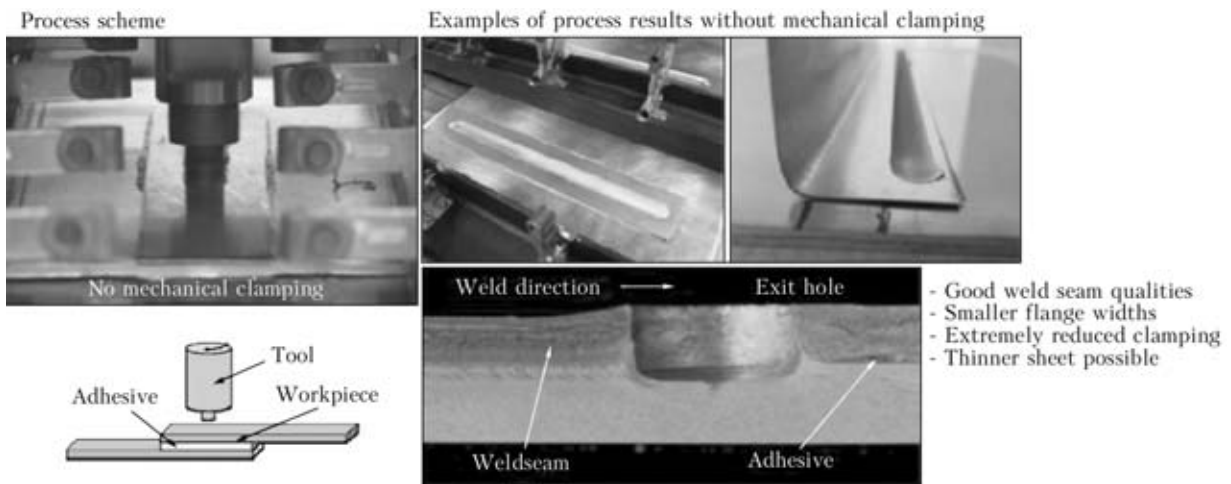 Process scheme
Examples of process results without mechanical clamping
No mechanical clamping
Tool
Adhesive
Workpiece
Weld direction
Exit hole
Weldseam
Adhesive
- Good weld seam qualities
- Smaller flange widths
- Extremely reduced clamping
- Thinner sheet possible